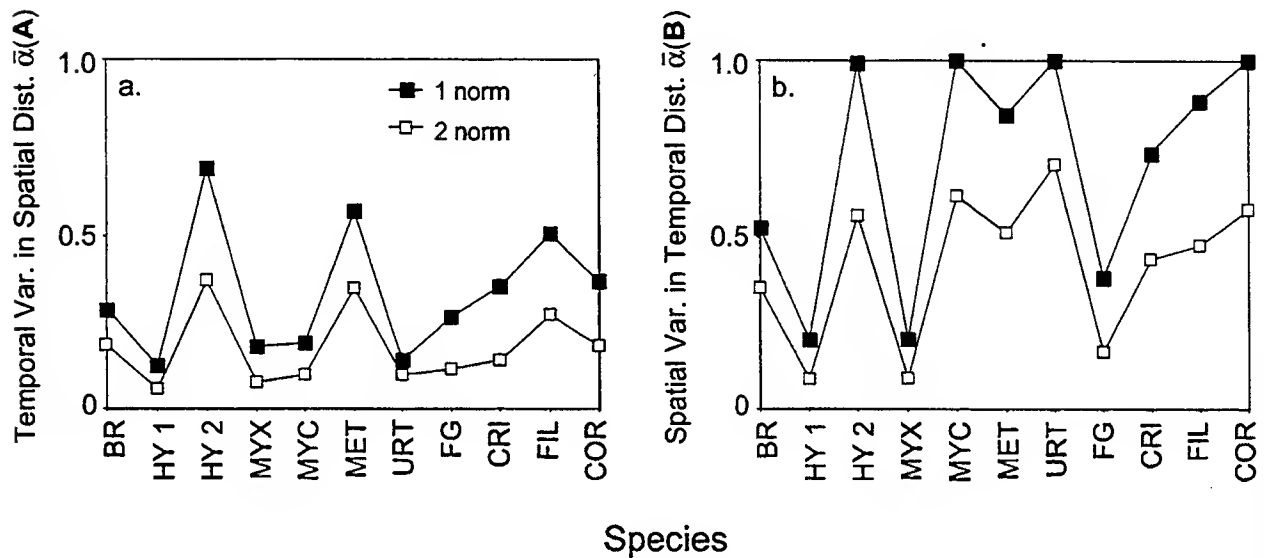 Temporal Var. in Spatial Dist. ᾱ(A)
1.0
0.5
0
a.
1 norm
2 norm
BR
HY 1
HY 2
MYX
MYC
MET
URT
FG
CRI
FIL
COR
Spatial Var. in Temporal Dist. ᾱ(B)
1.0
0.5
0
b.
BR
HY 1
HY 2
MYX
MYC
MET
URT
FG
CRI
FIL
COR
Species